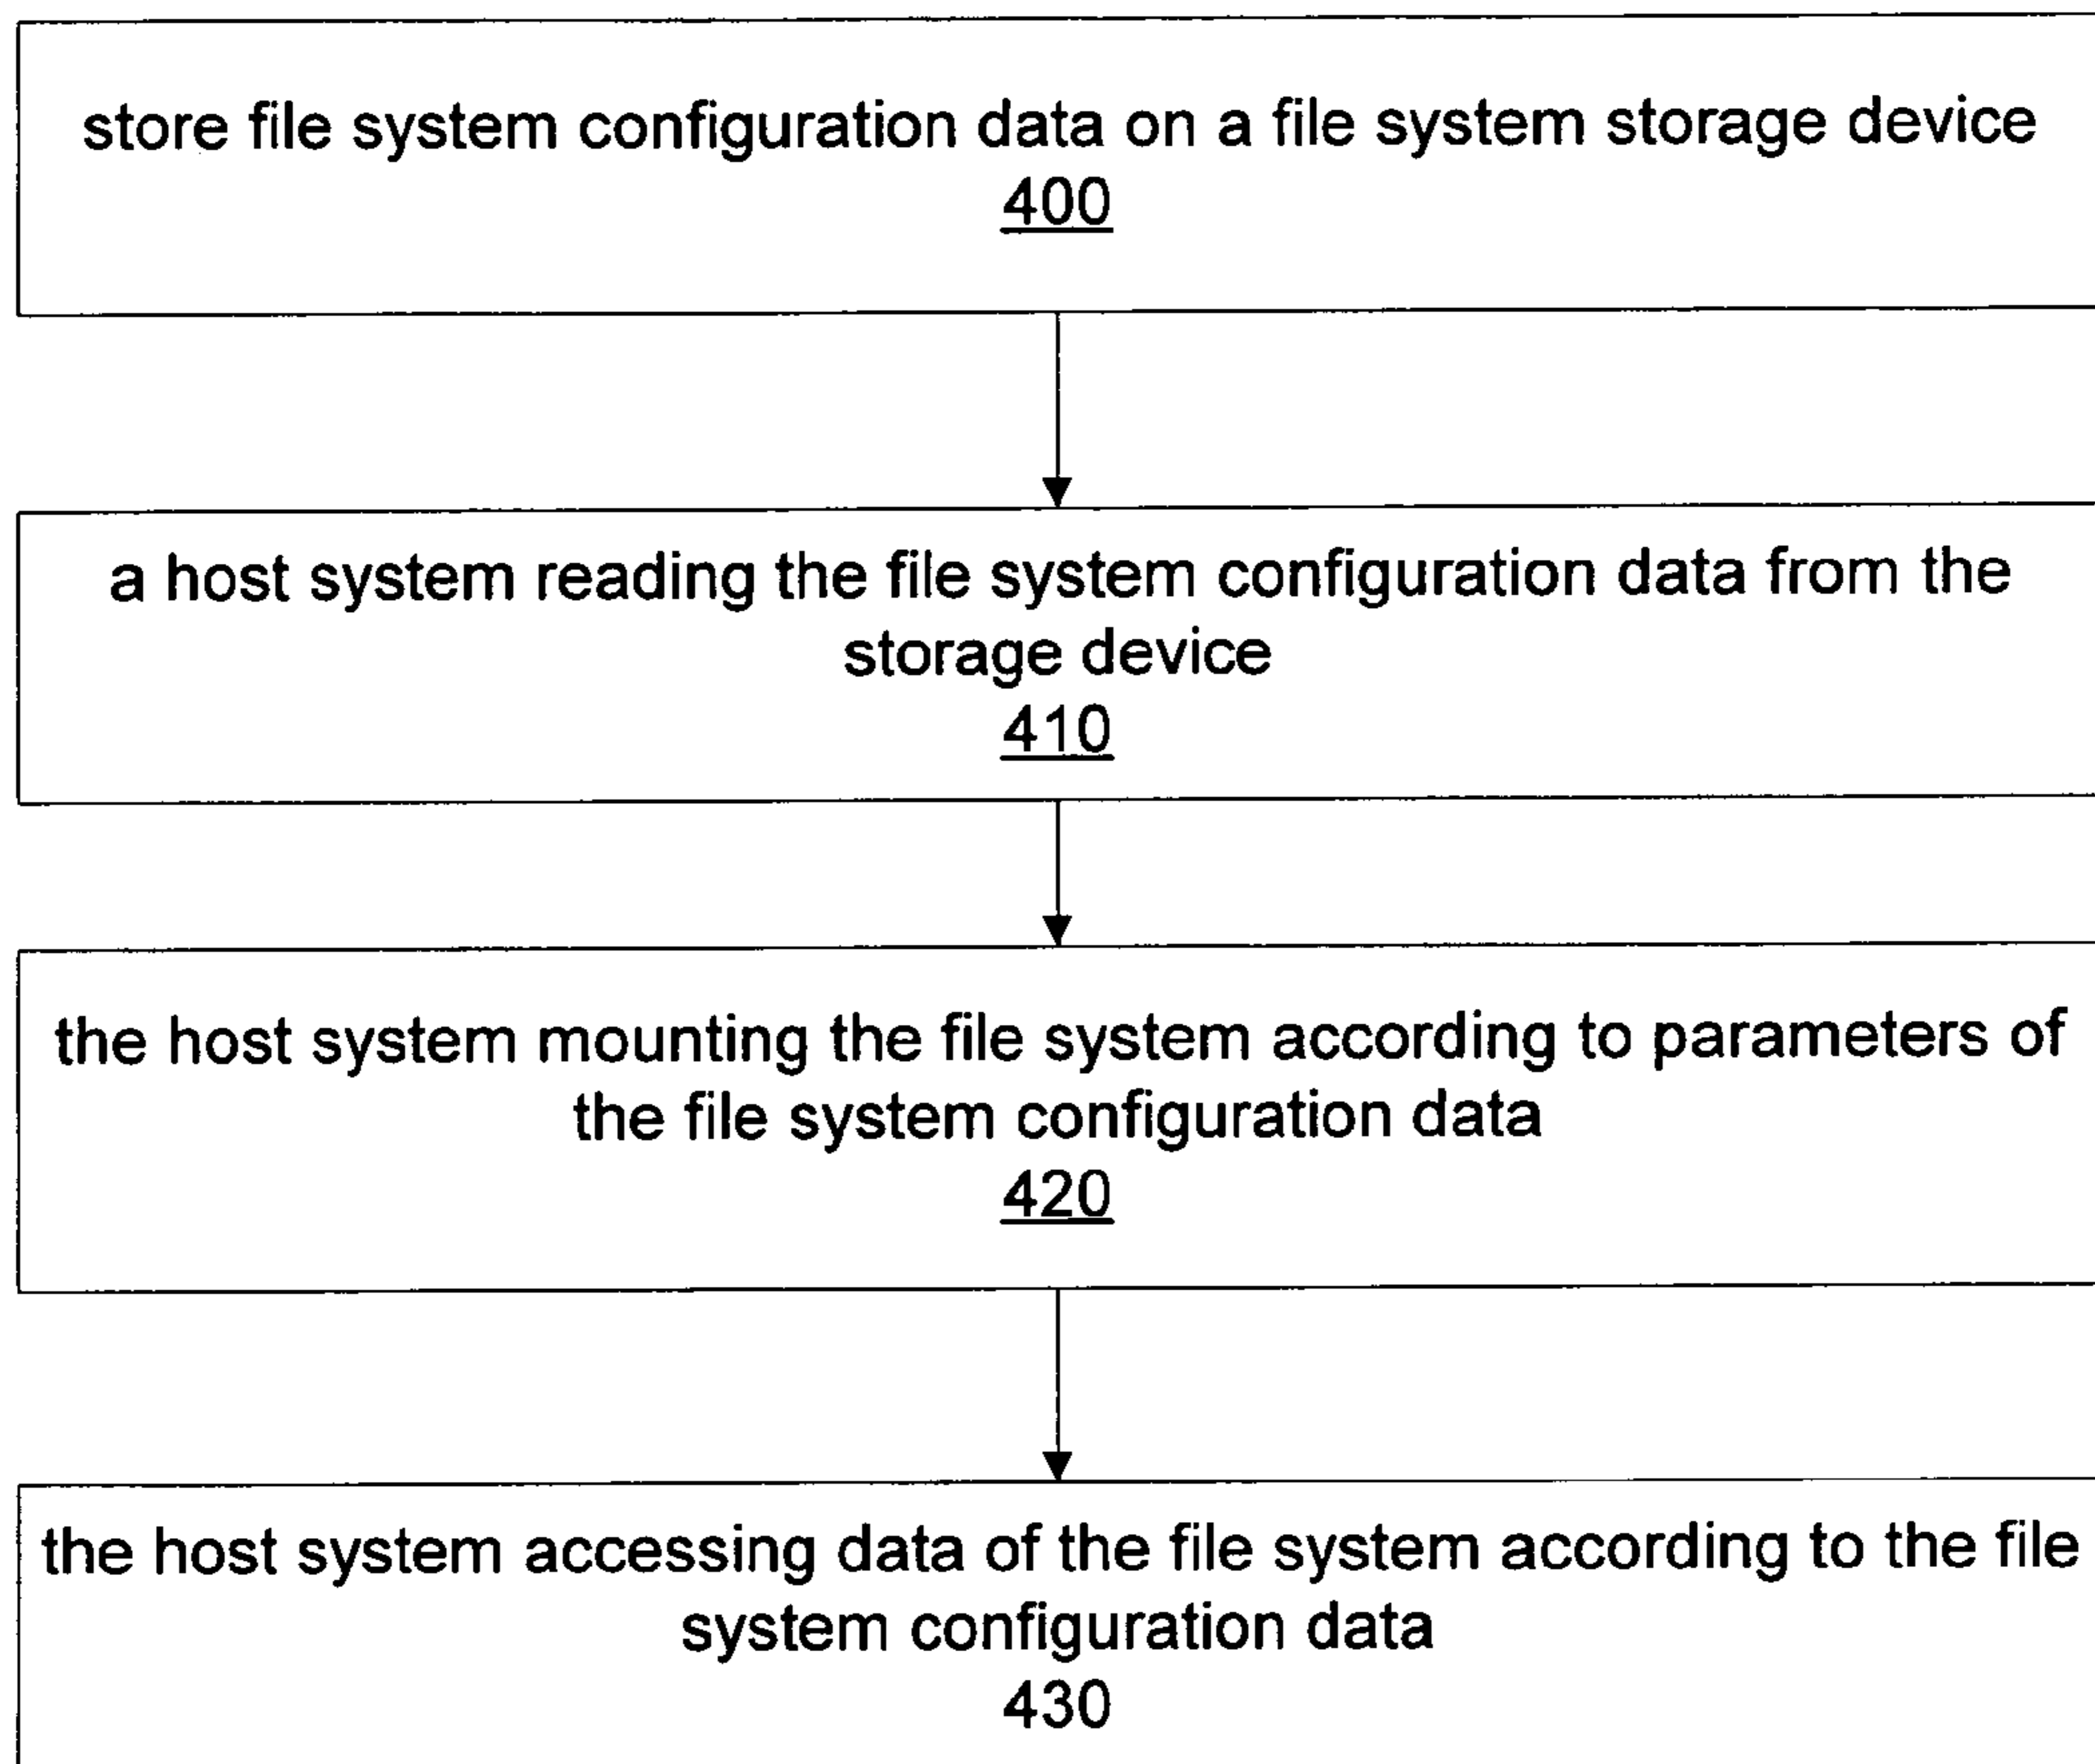 store file system configuration data on a file system storage device
400
a host system reading the file system configuration data from the
storage device
410
the host system mounting the file system according to parameters of
the file system configuration data
420
the host system accessing data of the file system according to the file
system configuration data
430